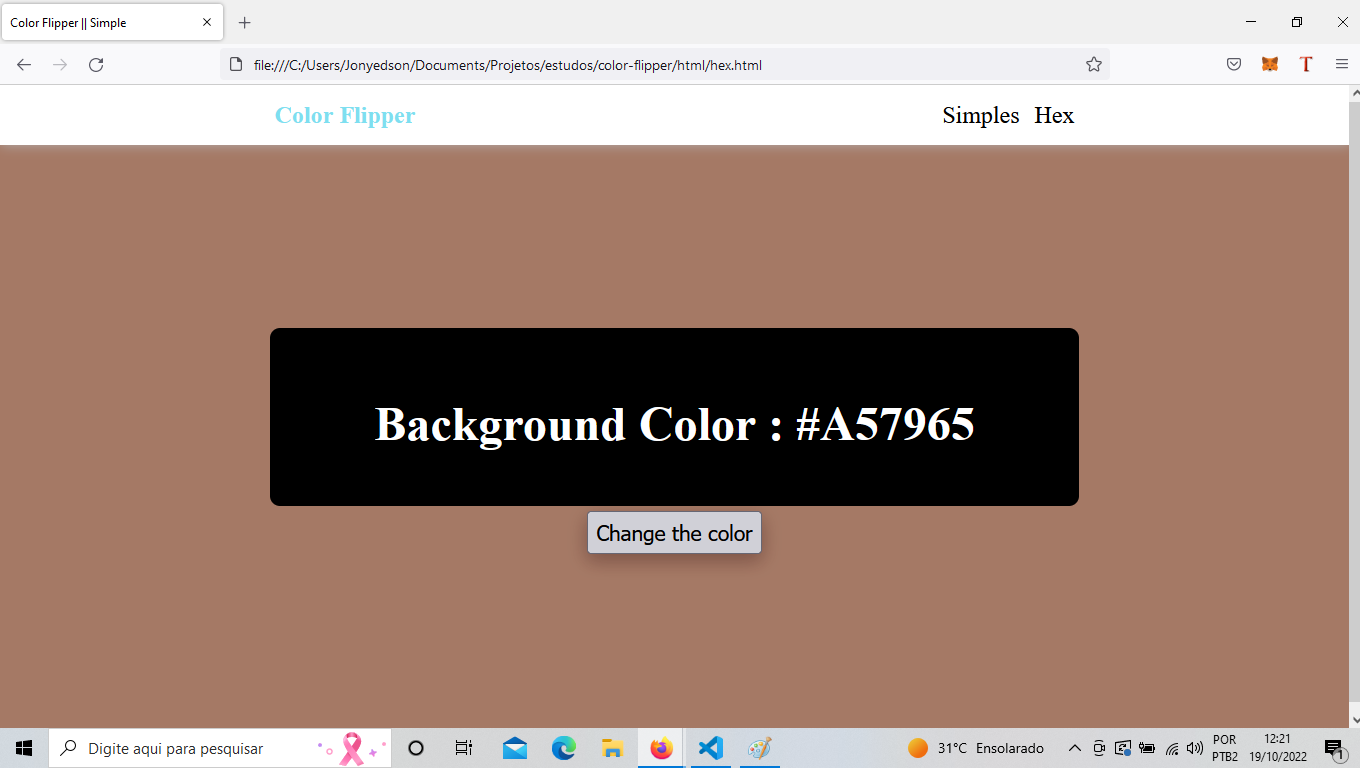 Color Flipper || Simple
file:///C:/Users/Jonyedson/Documents/Projetos/estudos/color-flipper/html/hex.html
T
Color Flipper
Simples Hex
Background Color : #A57965
Change the color
Digite aqui para pesquisar
31°C Ensolarado
POR
PTB2
12:21
19/10/2022
1